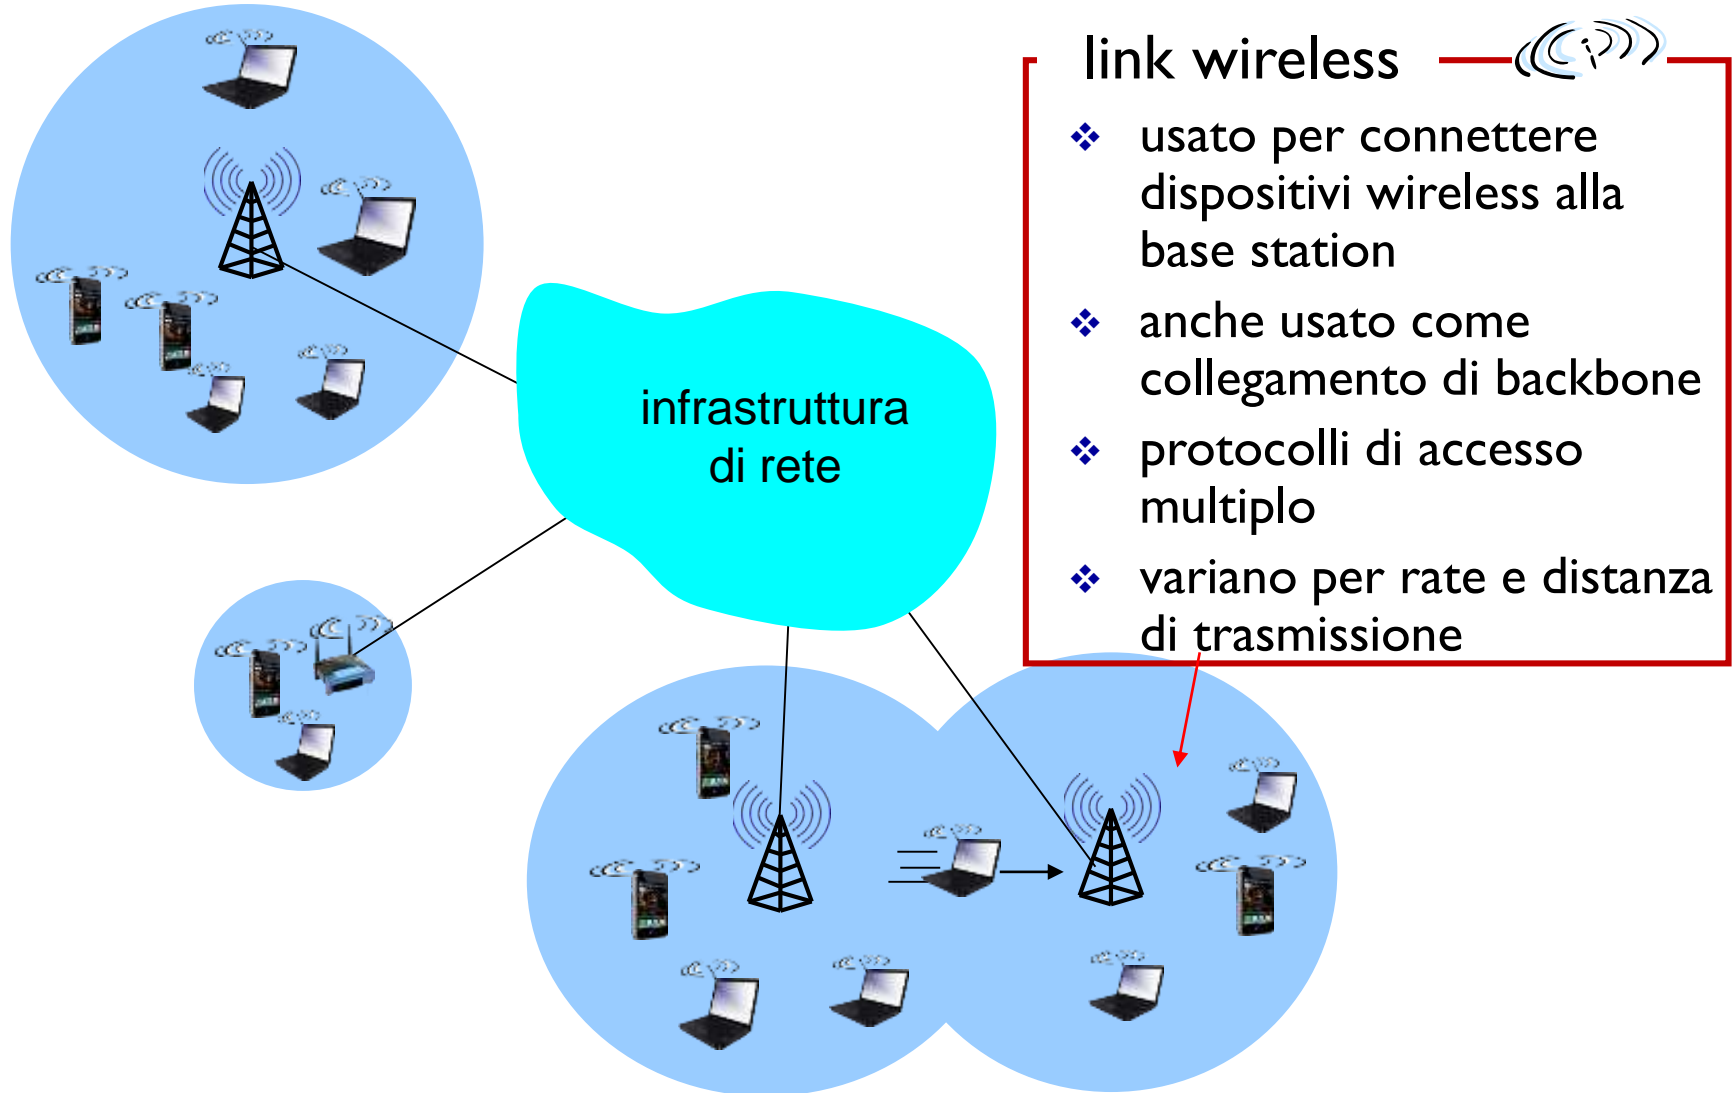 link wireless
❖ usato per connettere
dispositivi wireless alla
base station
❖ anche usato come
collegamento di backbone
❖ protocolli di accesso
multiplo
❖ variano per rate e distanza
di trasmissione
infrastruttura
di rete